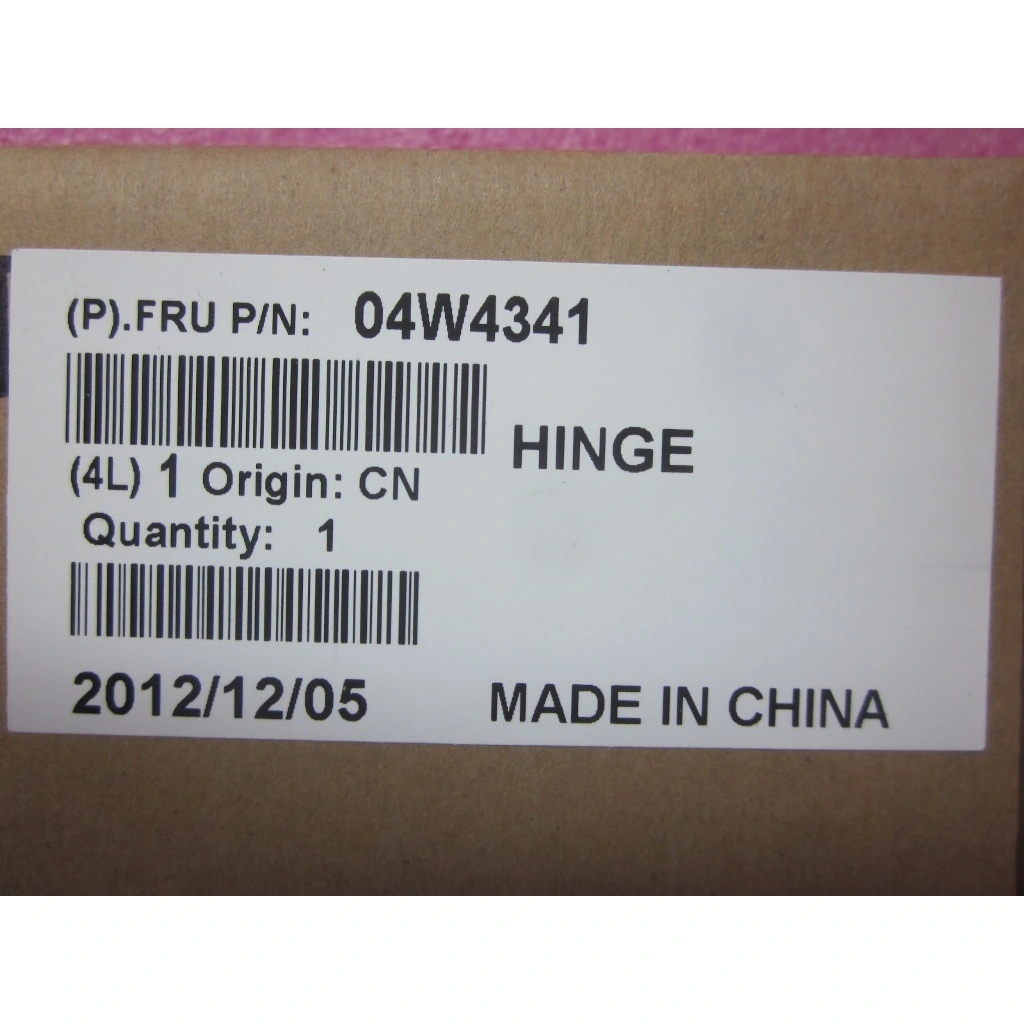 (P).FRU P/N: 04W4341
HINGE
(4L) 1 Origin: CN
Quantity: 1
2012/12/05 MADE IN CHINA